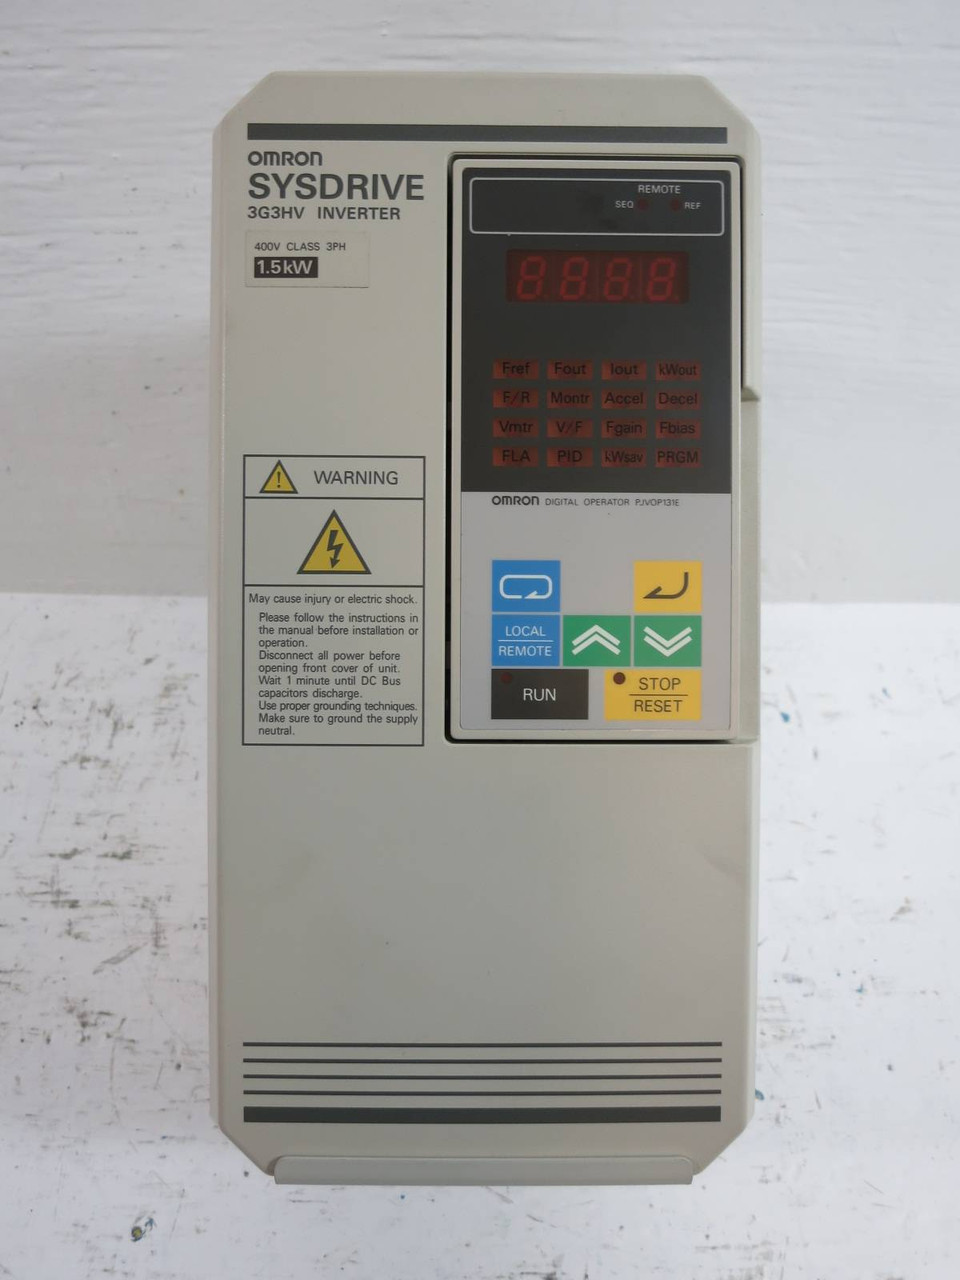 OMRON
SYSDRIVE
3G3HV INVERTER
400V CLASS 3PH
1.5kW
REMOTE
SEQ REF
8.8.8.8.
Fref Fout Iout kWout
F/R Montr Accel Decel
Vmtr V/F Fgain Fbias
FLA PID kWsav PRGM
OMRON DIGITAL OPERATOR PJVOP131E
LOCAL
REMOTE
RUN
STOP
RESET
WARNING
May cause injury or electric shock.
Please follow the instructions in
the manual before installation or
operation.
Disconnect all power before
opening front cover of unit.
Wait 1 minute until DC Bus
capacitors discharge.
Use proper grounding techniques.
Make sure to ground the supply
neutral.